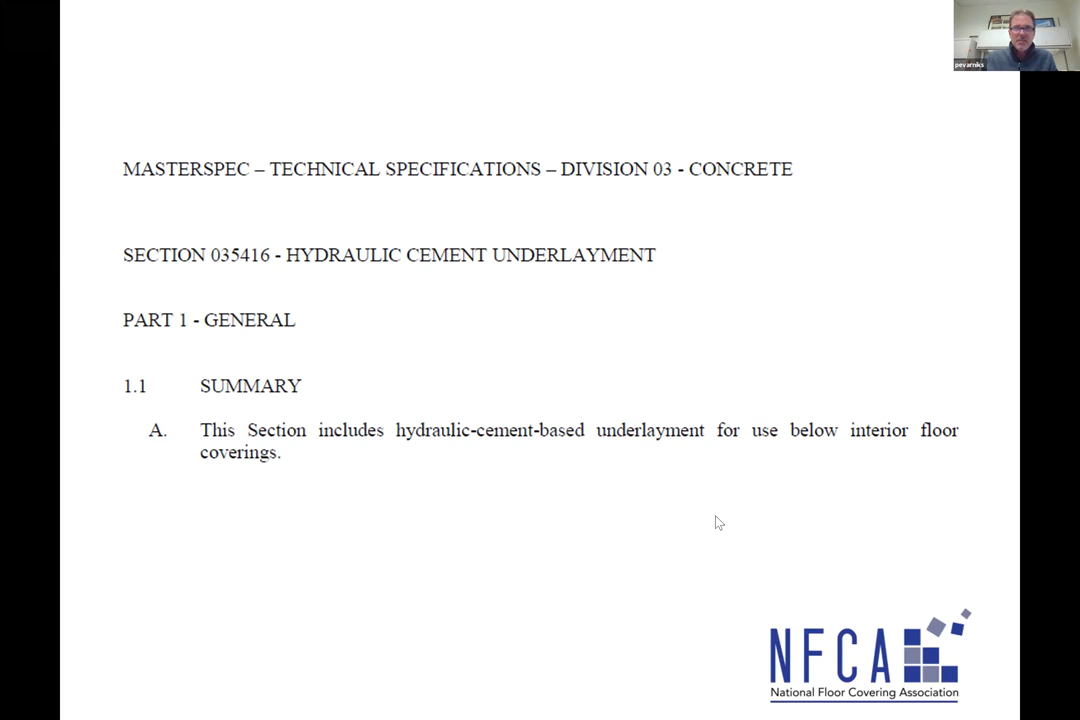 pevarniks
MASTERSPEC – TECHNICAL SPECIFICATIONS – DIVISION 03 - CONCRETE
SECTION 035416 - HYDRAULIC CEMENT UNDERLAYMENT
PART 1 - GENERAL
1.1 SUMMARY
A. This Section includes hydraulic-cement-based underlayment for use below interior floor
coverings.
NFCA
National Floor Covering Association